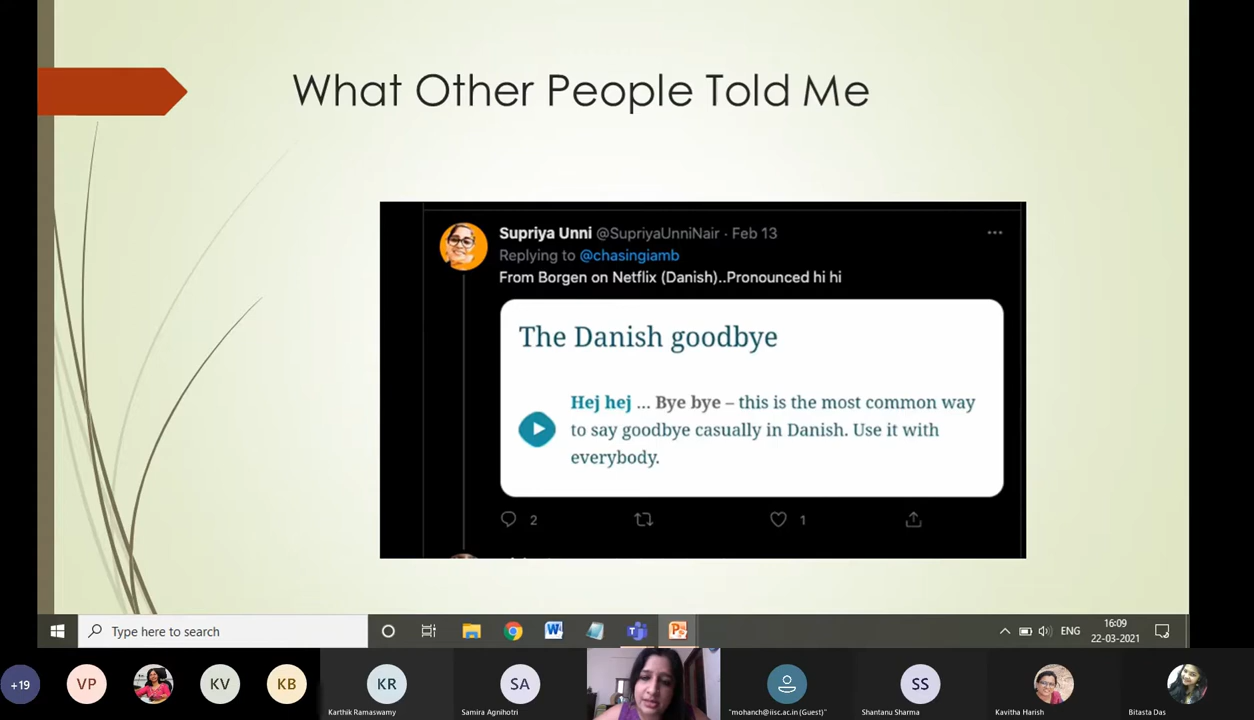 What Other People Told Me
Supriya Unni @SupriyaUnniNair · Feb 13
Replying to @chasingiamb
From Borgen on Netflix (Danish)..Pronounced hi hi
The Danish goodbye
Hej hej ... Bye bye – this is the most common way
to say goodbye casually in Danish. Use it with
everybody.
2
1
Type here to search
ENG
16:09
22-03-2021
+19
VP
KV
KB
KR
SA
SS
Karthik Ramaswamy
Samira Agnihotri
"mohanch@iisc.ac.in (Guest)"
Shantanu Sharma
Kavitha Harish
Bitasta Das